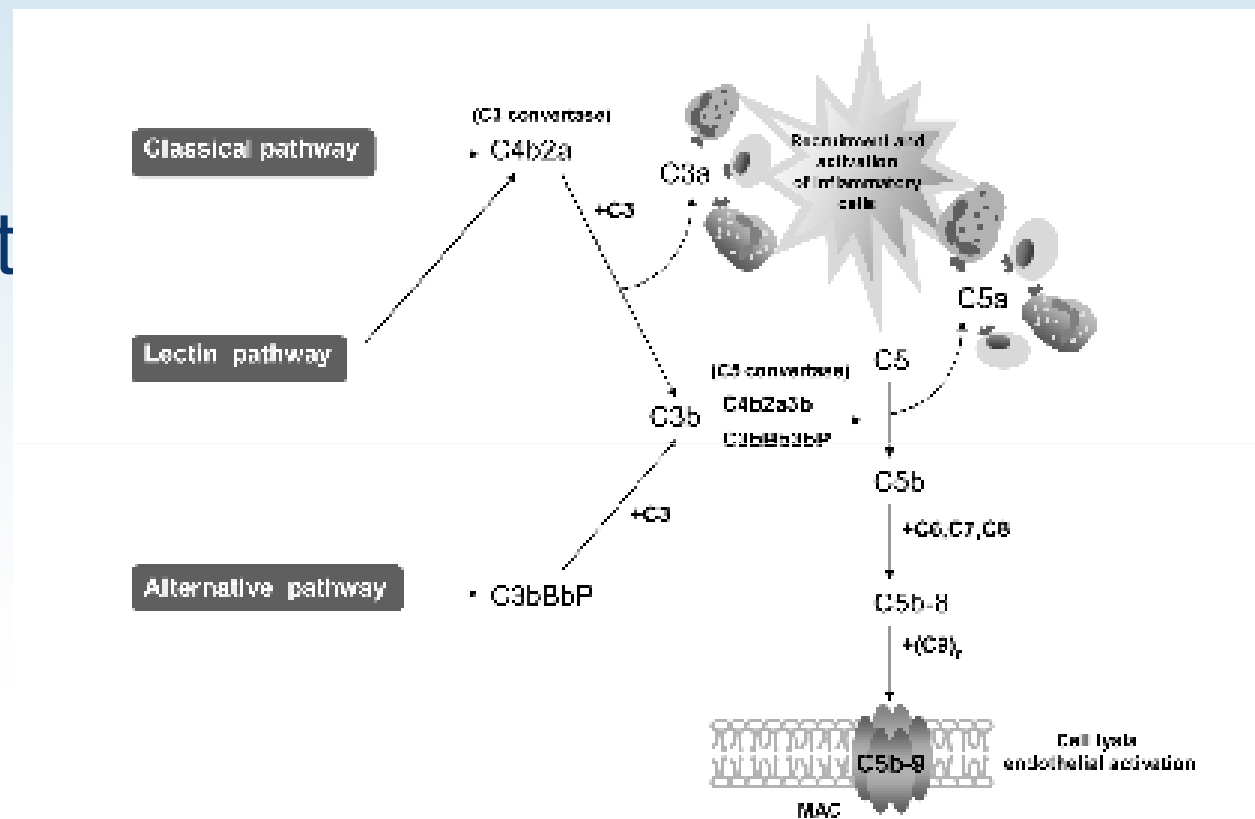 (C3 convertase)
Classical pathway
C4b2a
C3a
Recruitment and
activation
of inflammatory
cells
+C3
t
C5a
Lectin pathway
C5
(C5 convertase)
C4b2a3b
C3b
C3bBb3bP
C5b
+C3
+C6,C7,C8
Alternative pathway
C3bBbP
C5b-8
+(C9)n
C5b-9
Cell lysis
endothelial activation
MAC